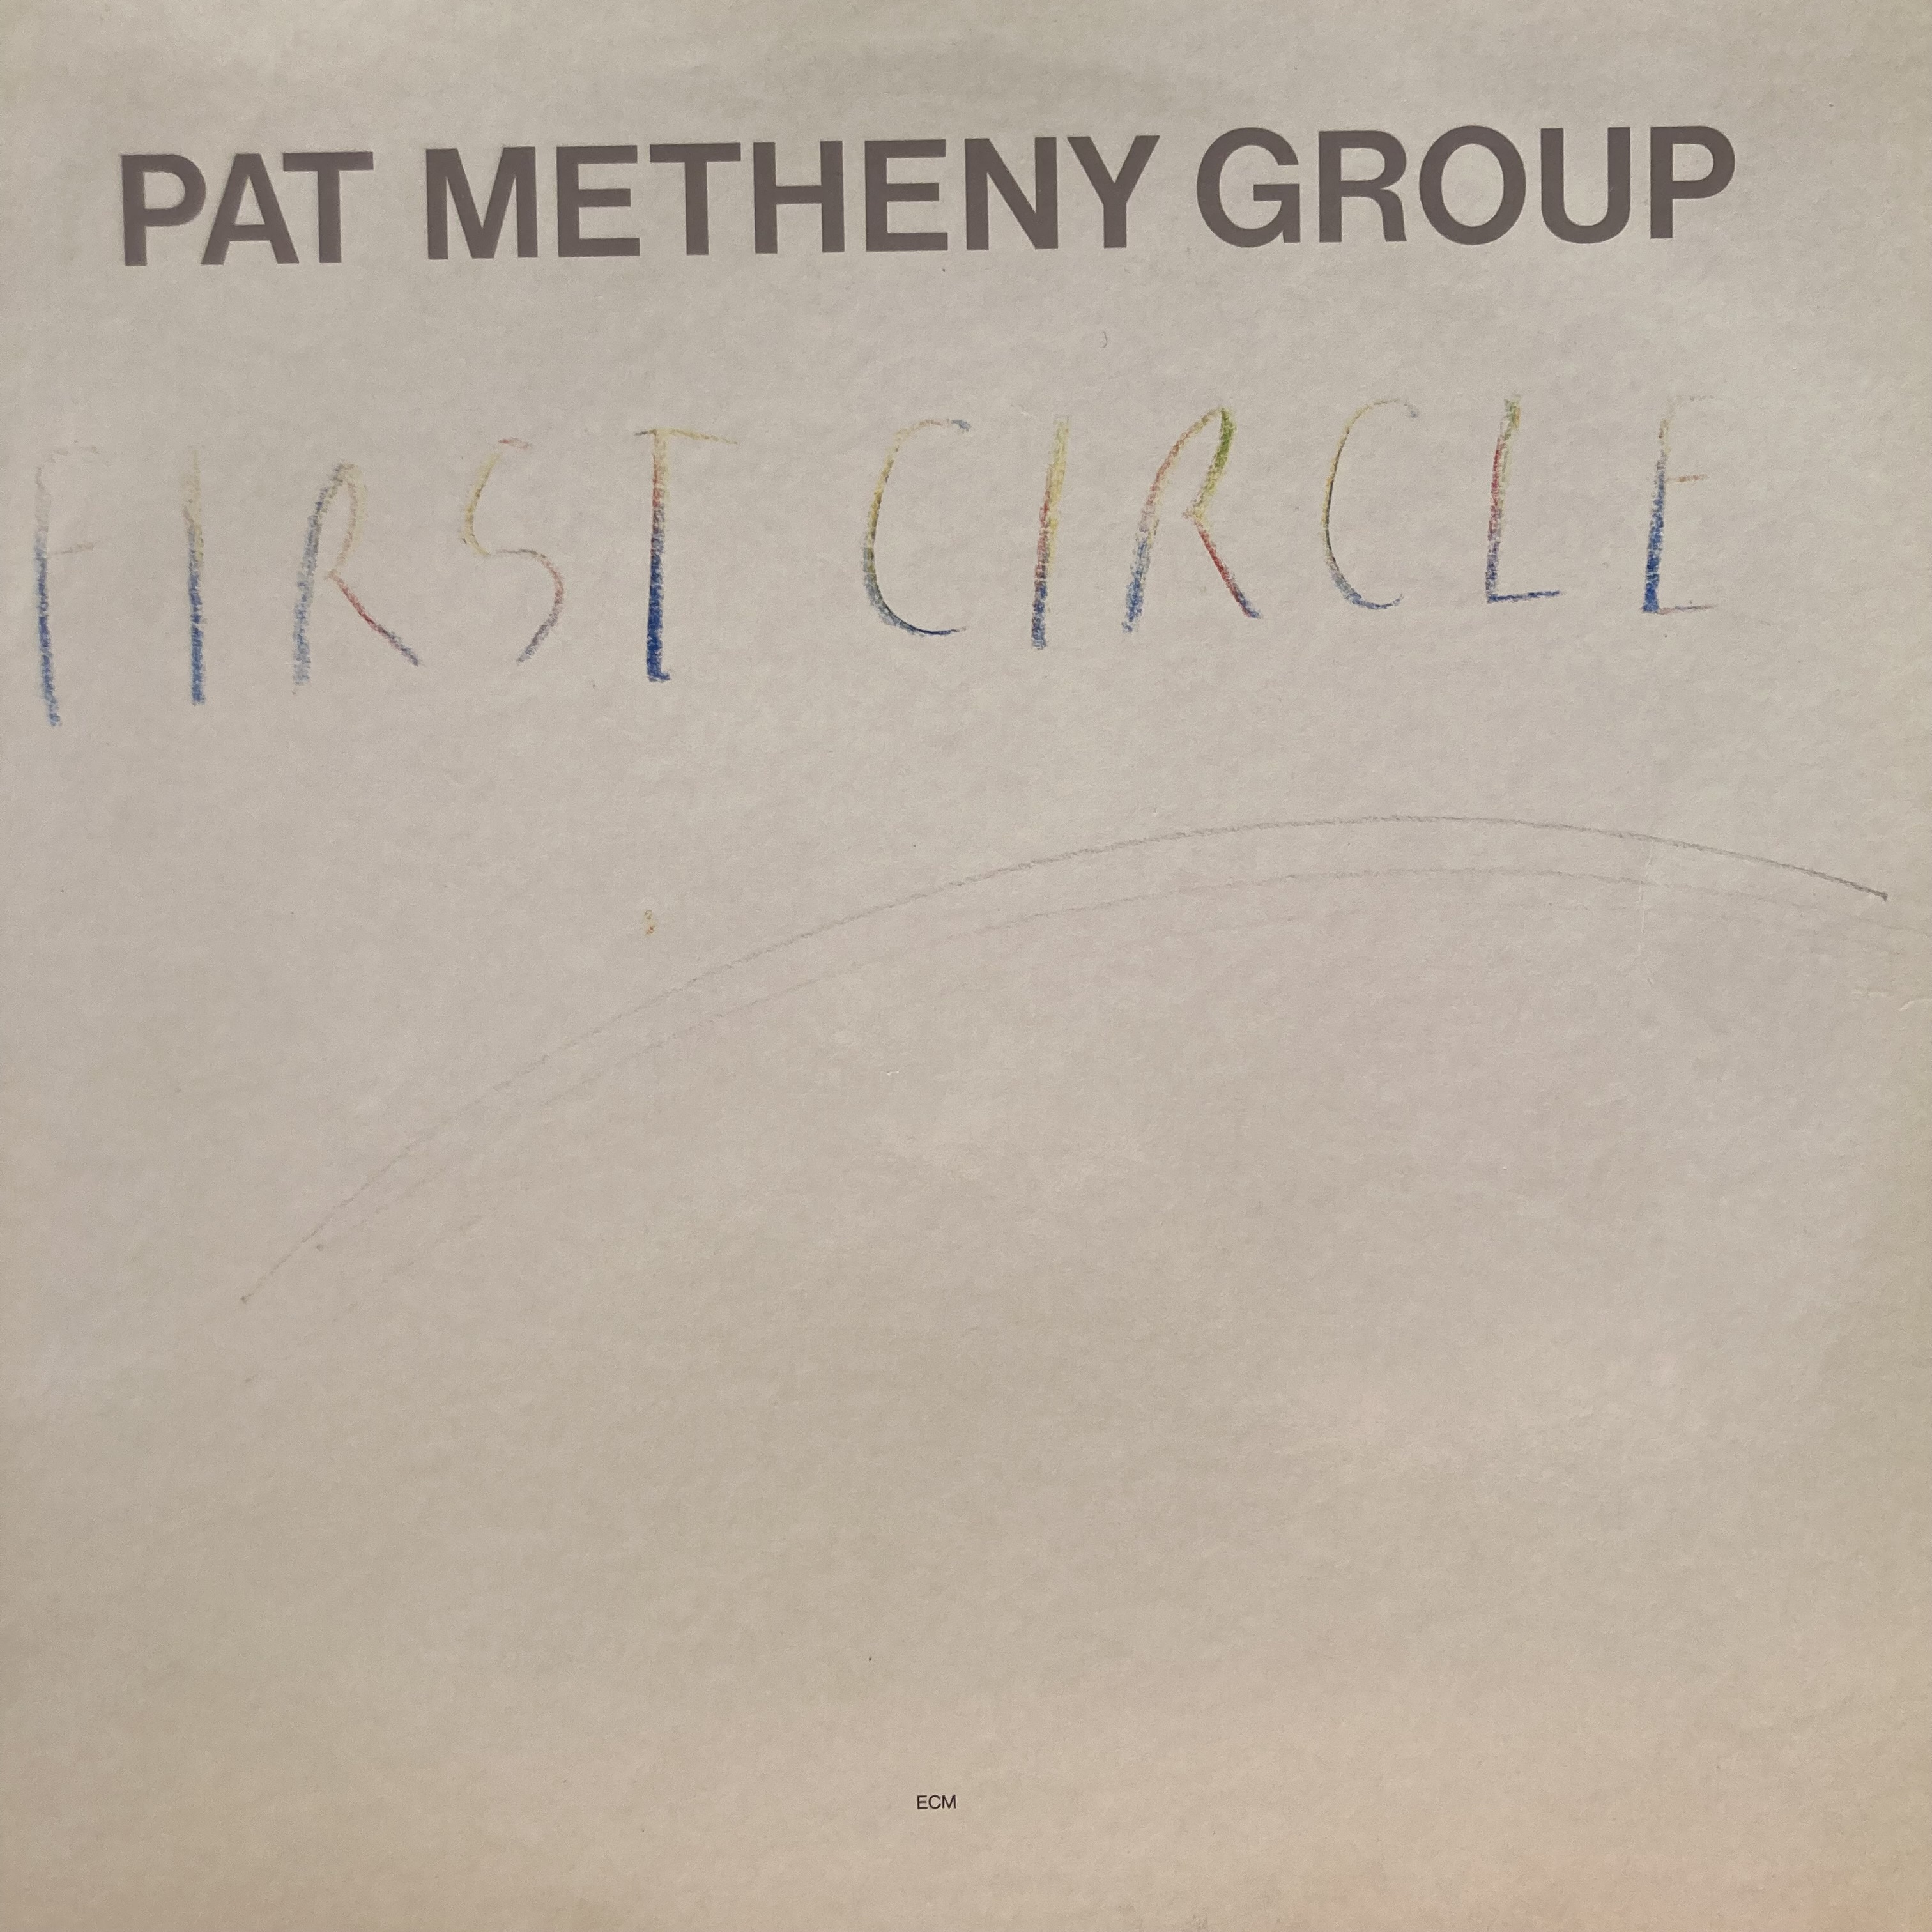 PAT METHENY GROUP
FIRST CIRCLE
ECM